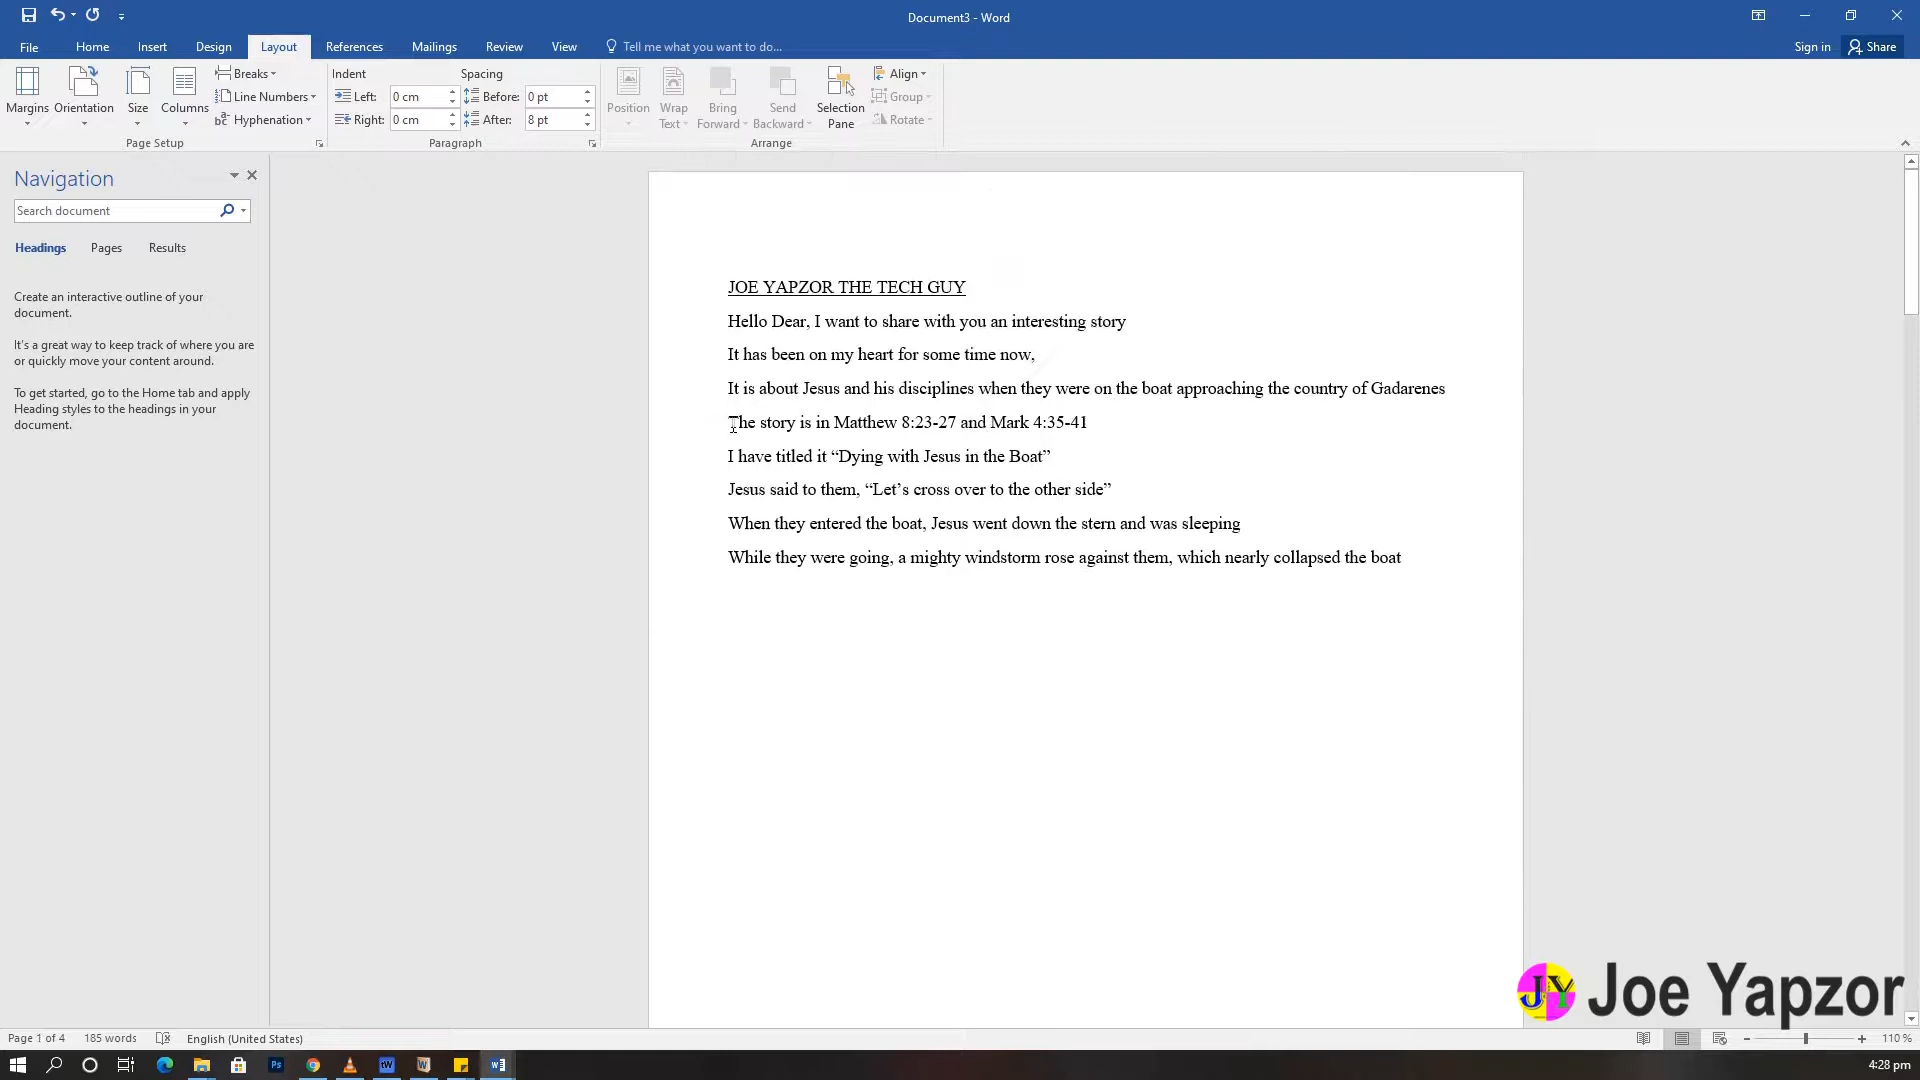 Document3 - Word
File Home Insert Design Layout References Mailings Review View Tell me what you want to do... Sign in Share
Margins Orientation Size Columns
Breaks
Line Numbers
Hyphenation
Page Setup
Indent Spacing
Left: 0 cm Before: 0 pt
Right: 0 cm After: 8 pt
Paragraph
Position Wrap Text Bring Forward Send Backward Selection Pane
Align
Group
Rotate
Arrange
Navigation
Search document
Headings Pages Results
Create an interactive outline of your
document.
It's a great way to keep track of where you are
or quickly move your content around.
To get started, go to the Home tab and apply
Heading styles to the headings in your
document.
JOE YAPZOR THE TECH GUY
Hello Dear, I want to share with you an interesting story
It has been on my heart for some time now,
It is about Jesus and his disciplines when they were on the boat approaching the country of Gadarenes
The story is in Matthew 8:23-27 and Mark 4:35-41
I have titled it “Dying with Jesus in the Boat”
Jesus said to them, “Let’s cross over to the other side”
When they entered the boat, Jesus went down the stern and was sleeping
While they were going, a mighty windstorm rose against them, which nearly collapsed the boat
JY Joe Yapzor
Page 1 of 4 185 words English (United States) 110 %
4:28 pm